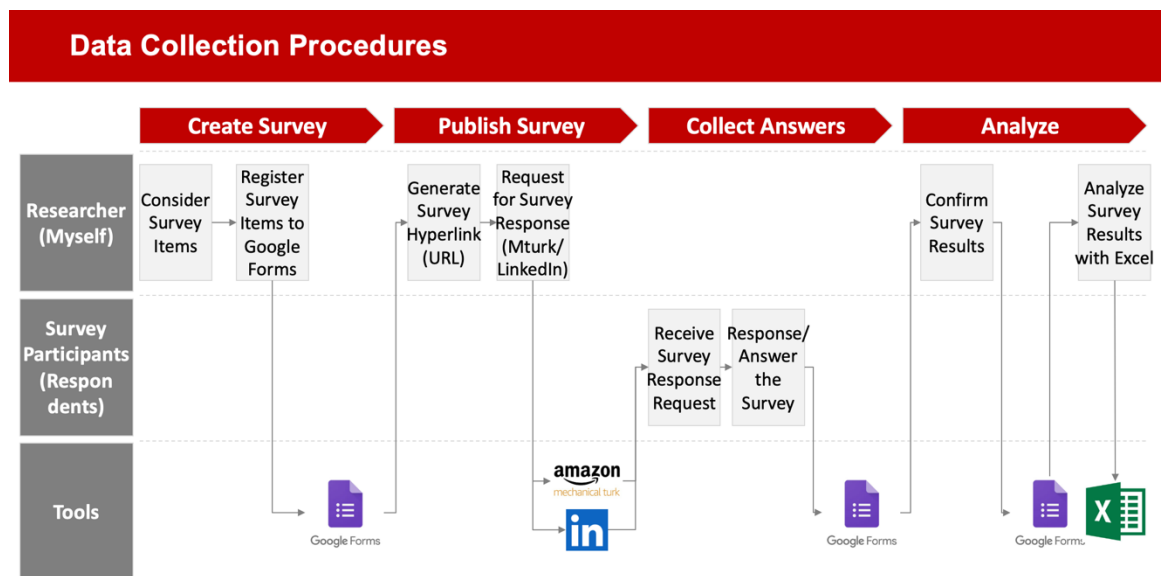 Data Collection Procedures
Create Survey
Publish Survey
Collect Answers
Analyze
Researcher
(Myself)
Consider
Survey
Items
Register
Survey
Items to
Google
Forms
Generate
Survey
Hyperlink
(URL)
Request
for Survey
Response
(Mturk/
LinkedIn)
Confirm
Survey
Results
Analyze
Survey
Results
with Excel
Survey
Participants
(Respon
dents)
Receive
Survey
Response
Request
Response/
Answer
the
Survey
Tools
Google Forms
amazon
mechanical turk
in
Google Forms
Google Forms
X